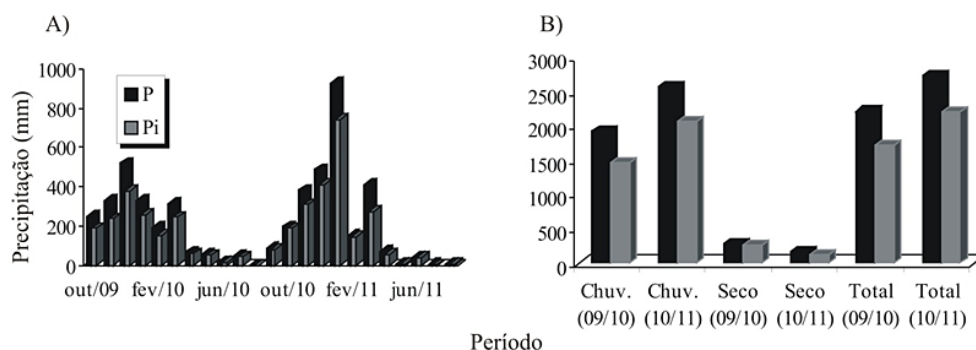 A)
Precipitação (mm)
1000
800
600
400
200
0
P
Pi
out/09 fev/10 jun/10 out/10 fev/11 jun/11
B)
3000
2500
2000
1500
1000
500
0
Chuv. Chuv. Seco Seco Total Total
(09/10) (10/11) (09/10) (10/11) (09/10) (10/11)
Período